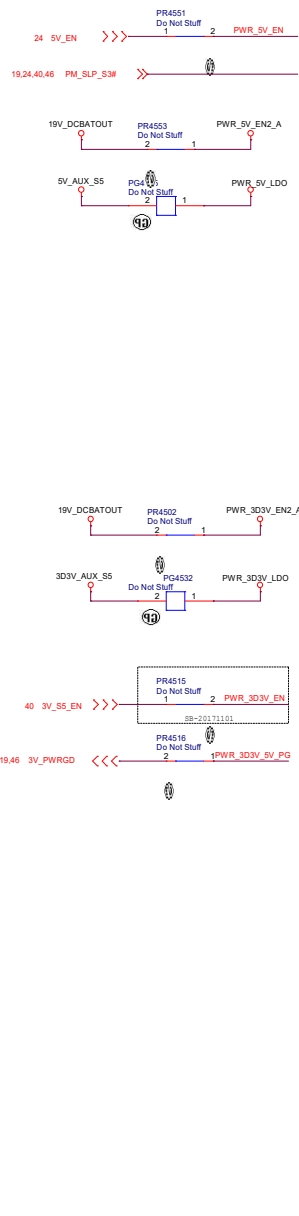 PR4551
Do Not Stuff
1 2 PWR_5V_EN
24 5V_EN
19,24,40,46 PM_SLP_S3#
19V_DCBATOUT PWR_5V_EN2_A
PR4553
Do Not Stuff
2 1
5V_AUX_S5 PWR_5V_LDO
Do Not Stuff
2 1
19V_DCBATOUT PWR_3D3V_EN2_A
PR4502
Do Not Stuff
2 1
3D3V_AUX_S5 PG4532 PWR_3D3V_LDO
Do Not Stuff
2 1
PR4515
Do Not Stuff
1 2 PWR_3D3V_EN
40 3V_S5_EN
SB-20171101
PR4516
Do Not Stuff
2 1 PWR_3D3V_5V_PG
19,46 3V_PWRGD